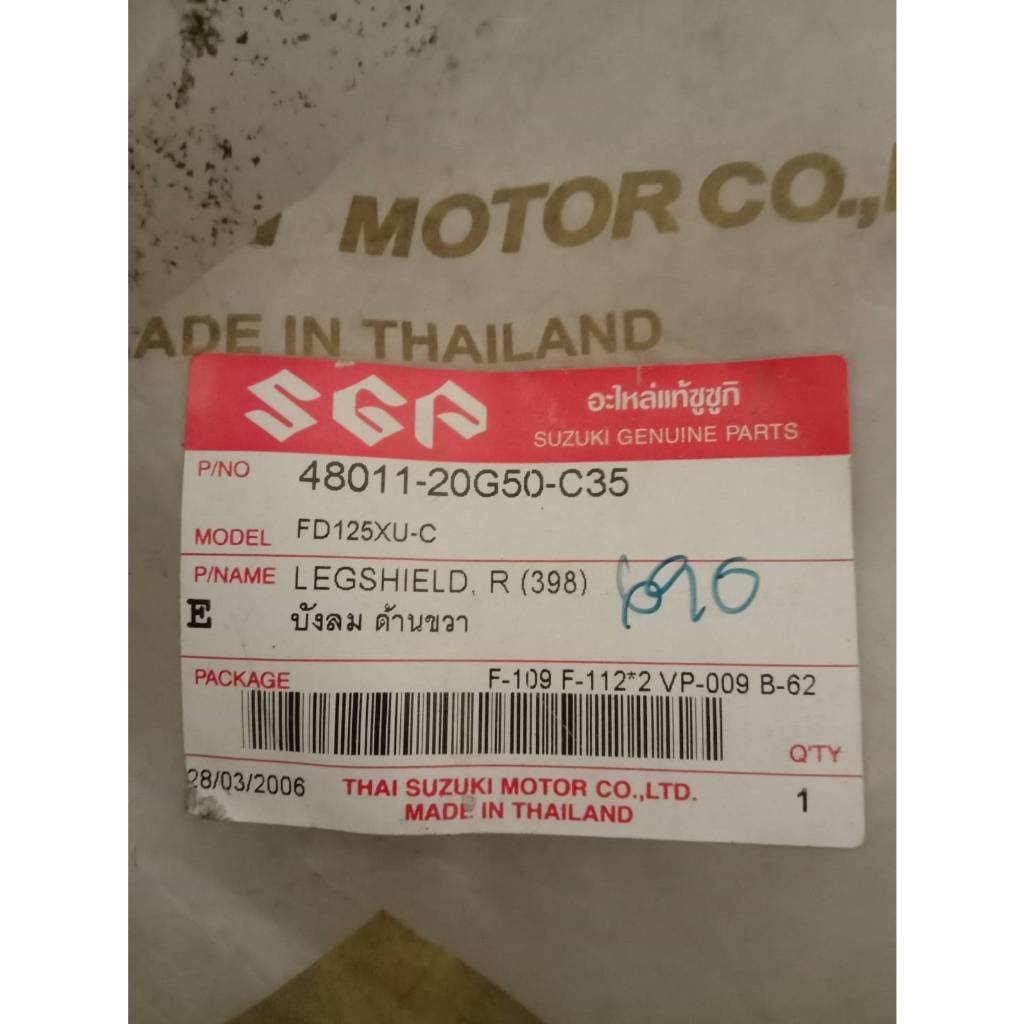 MOTOR CO.,
ADE IN THAILAND
SGP
อะไหล่แท้ซูซูกิ
SUZUKI GENUINE PARTS
P/NO 48011-20G50-C35
MODEL FD125XU-C
P/NAME LEGSHIELD, R (398)
E บังลม ด้านขวา
PACKAGE F-109 F-112*2 VP-009 B-62
Q'TY
28/03/2006 THAI SUZUKI MOTOR CO.,LTD. 1
MADE IN THAILAND